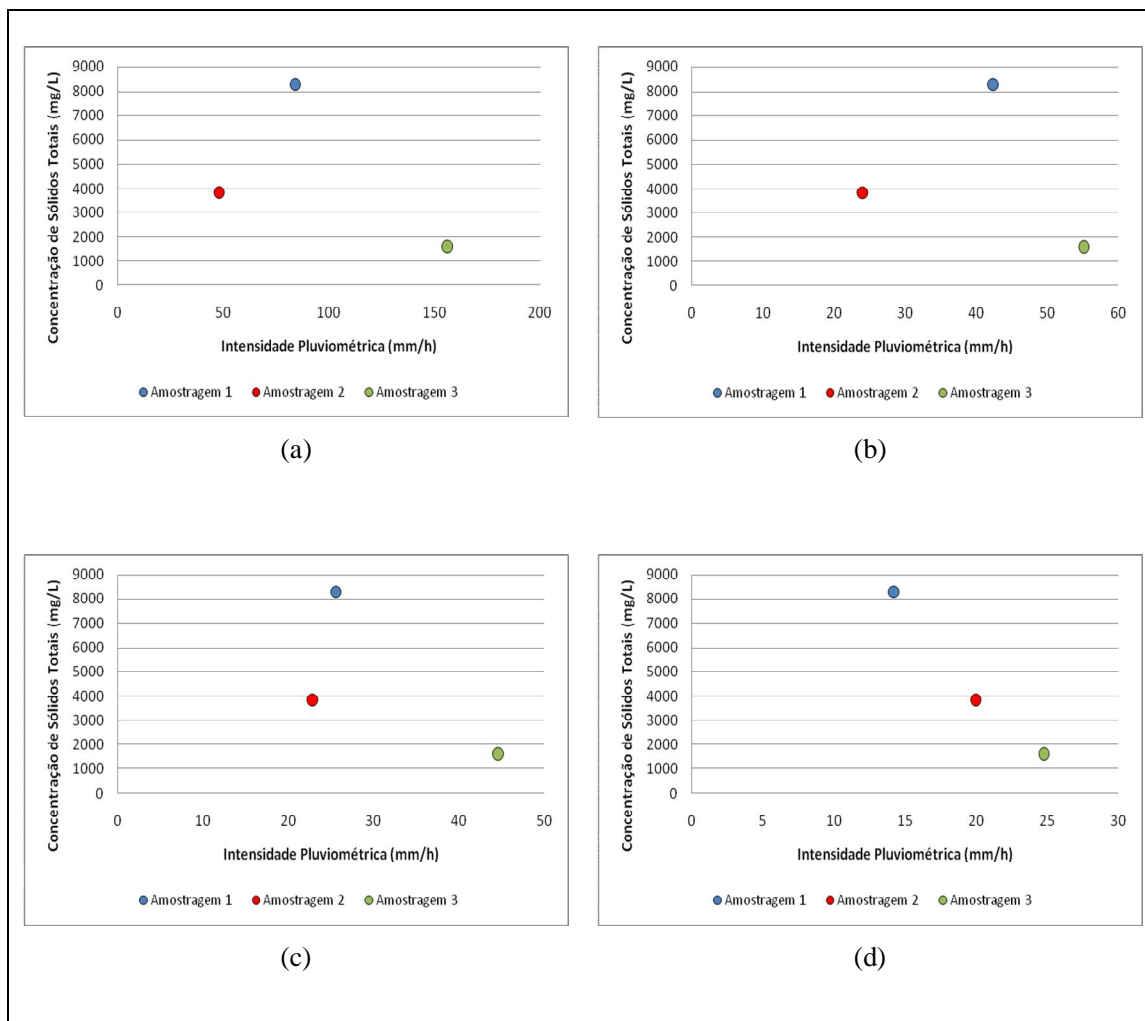 Concentração de Sólidos Totais (mg/L)
9000
8000
7000
6000
5000
4000
3000
2000
1000
0
0 50 100 150 200
Intensidade Pluviométrica (mm/h)
Amostragem 1 Amostragem 2 Amostragem 3
(a)
Concentração de Sólidos Totais (mg/L)
9000
8000
7000
6000
5000
4000
3000
2000
1000
0
0 10 20 30 40 50 60
Intensidade Pluviométrica (mm/h)
Amostragem 1 Amostragem 2 Amostragem 3
(b)
Concentração de Sólidos Totais (mg/L)
9000
8000
7000
6000
5000
4000
3000
2000
1000
0
0 10 20 30 40 50
Intensidade Pluviométrica (mm/h)
Amostragem 1 Amostragem 2 Amostragem 3
(c)
Concentração de Sólidos Totais (mg/L)
9000
8000
7000
6000
5000
4000
3000
2000
1000
0
0 5 10 15 20 25 30
Intensidade Pluviométrica (mm/h)
Amostragem 1 Amostragem 2 Amostragem 3
(d)